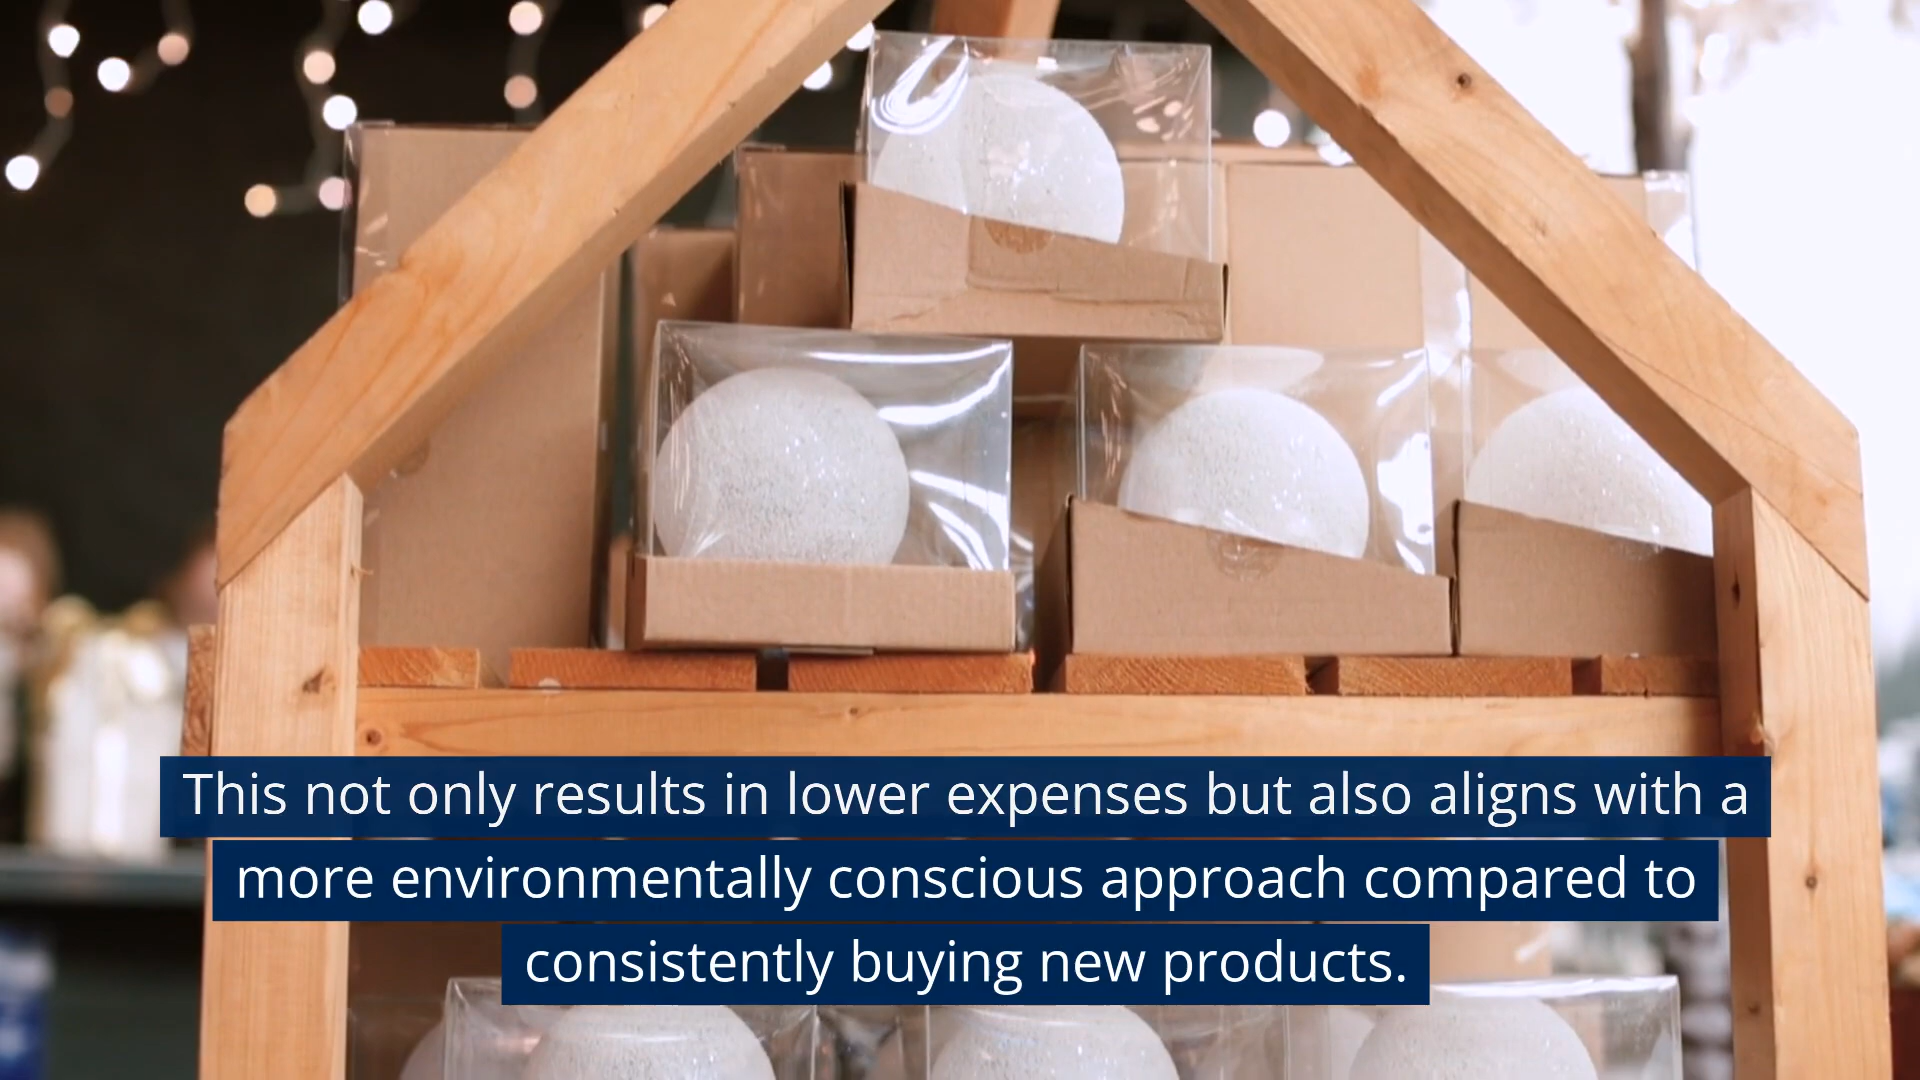 This not only results in lower expenses but also aligns with a
more environmentally conscious approach compared to
consistently buying new products.